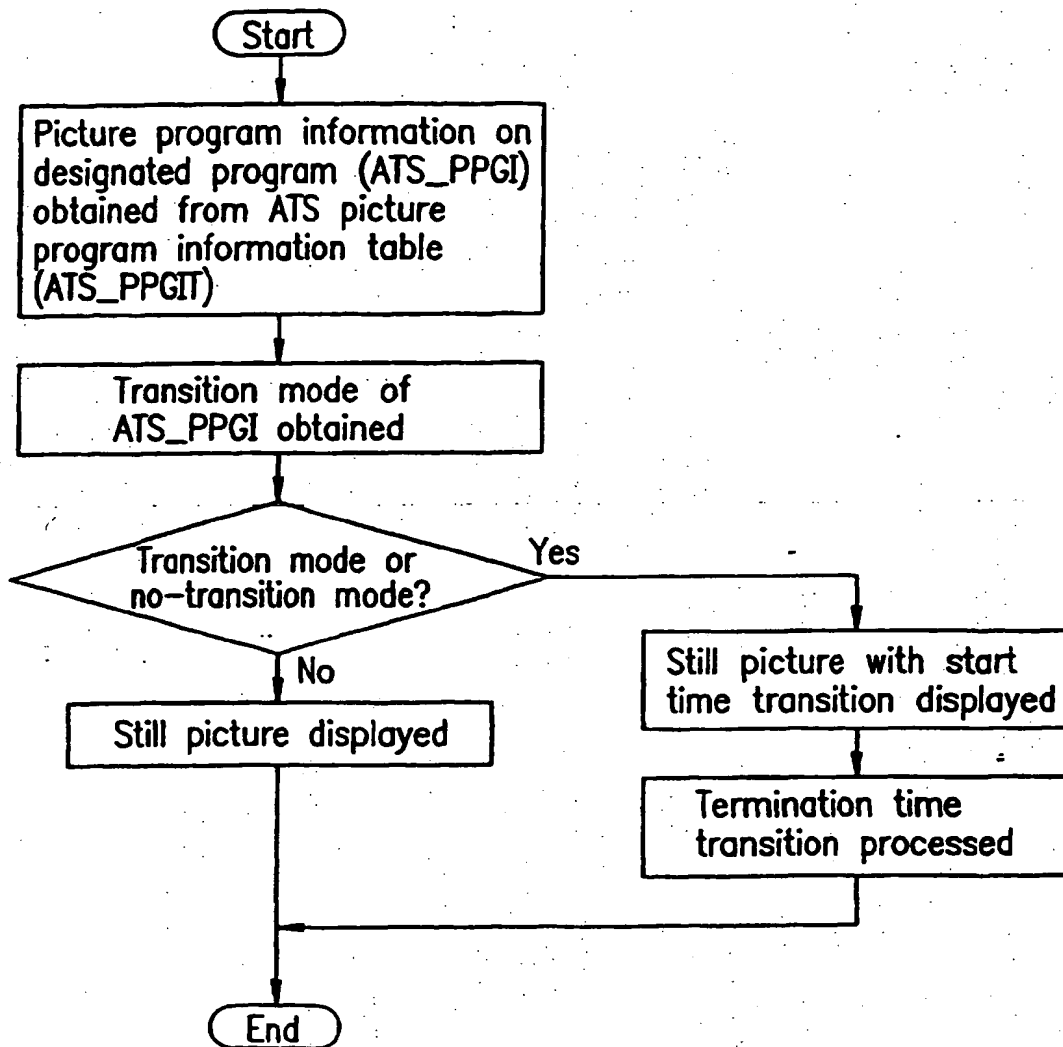 Start
Picture program information on
designated program (ATS_PPGI)
obtained from ATS picture
program information table
(ATS_PPGIT)
Transition mode of
ATS_PPGI obtained
Transition mode or
no-transition mode?
Yes
No
Still picture displayed
Still picture with start
time transition displayed
Termination time
transition processed
End